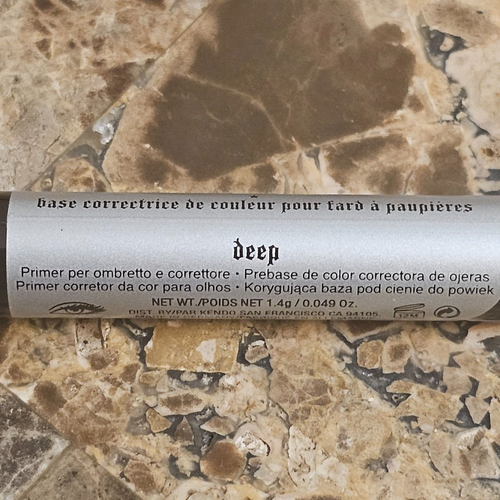 base correctrice de couleur pour fard à paupières
deep
Primer per ombretto e correttore • Prebase de color correctora de ojeras
Primer corretor da cor para olhos • Korygująca baza pod cienie do powiek
NET WT./POIDS NET 1.4g / 0.049 Oz.
DIST. BY/PAR KENDO SAN FRANCISCO CA 94105.
12M